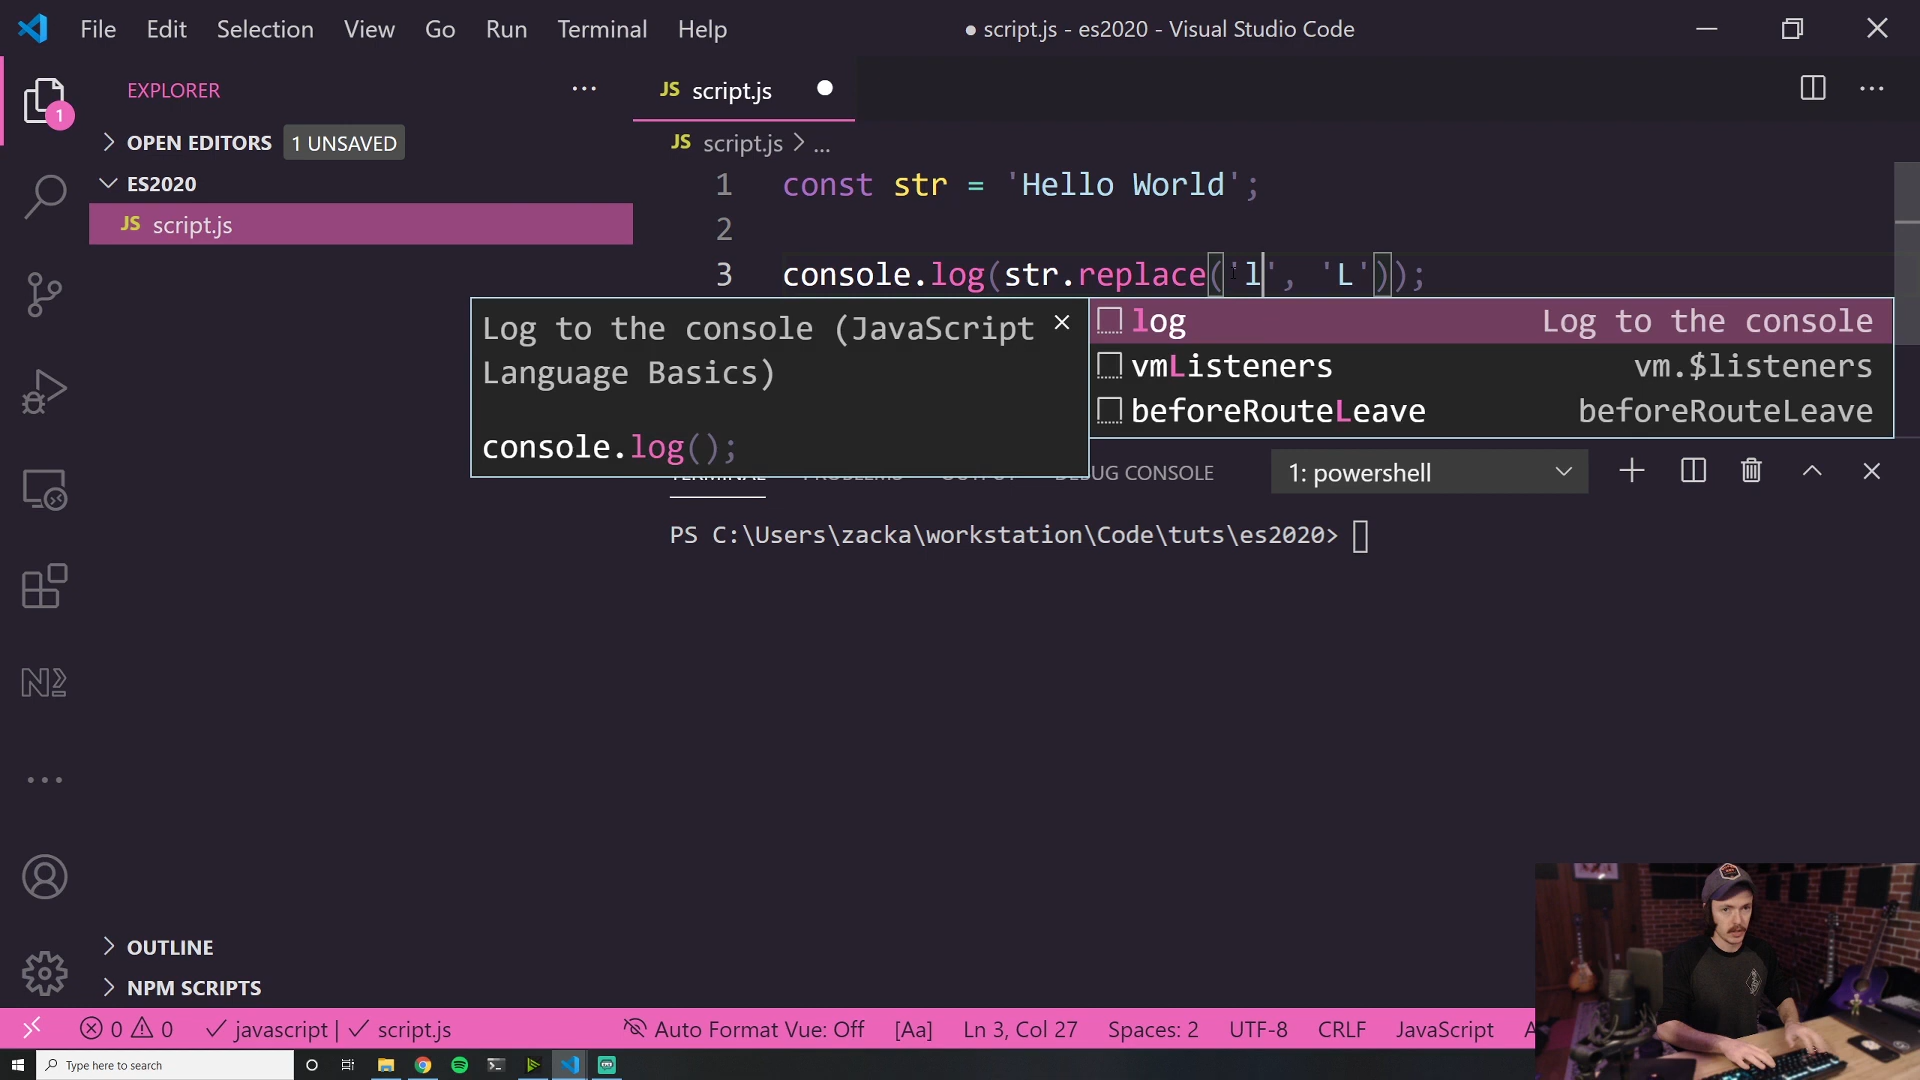 File Edit Selection View Go Run Terminal Help
● script.js - es2020 - Visual Studio Code
1
EXPLORER
OPEN EDITORS 1 UNSAVED
ES2020
JS script.js
JS script.js
JS script.js > ...
1 const str = 'Hello World';
2
3 console.log(str.replace('l', 'L'));
Log to the console (JavaScript
Language Basics)
console.log();
log Log to the console
vmListeners vm.$listeners
beforeRouteLeave beforeRouteLeave
TERMINAL PROBLEMS OUTPUT DEBUG CONSOLE
1: powershell
PS C:\Users\zacka\workstation\Code\tuts\es2020>
OUTLINE
NPM SCRIPTS
0 0 javascript | script.js Auto Format Vue: Off [Aa] Ln 3, Col 27 Spaces: 2 UTF-8 CRLF JavaScript
Type here to search